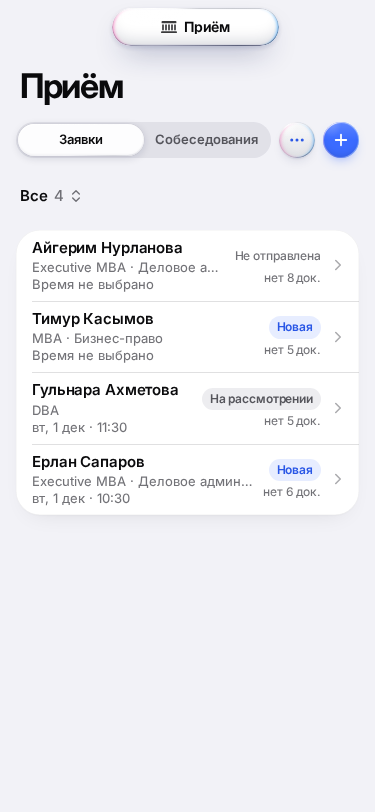 Приём
Приём
Заявки
Собеседования
Все 4
Айгерим Нурланова
Не отправлена
Executive MBA · Деловое а...
нет 8 док.
Время не выбрано
Тимур Касымов
Новая
MBA · Бизнес-право
нет 5 док.
Время не выбрано
Гульнара Ахметова
На рассмотрении
DBA
нет 5 док.
вт, 1 дек · 11:30
Ерлан Сапаров
Новая
Executive MBA · Деловое админ...
нет 6 док.
вт, 1 дек · 10:30